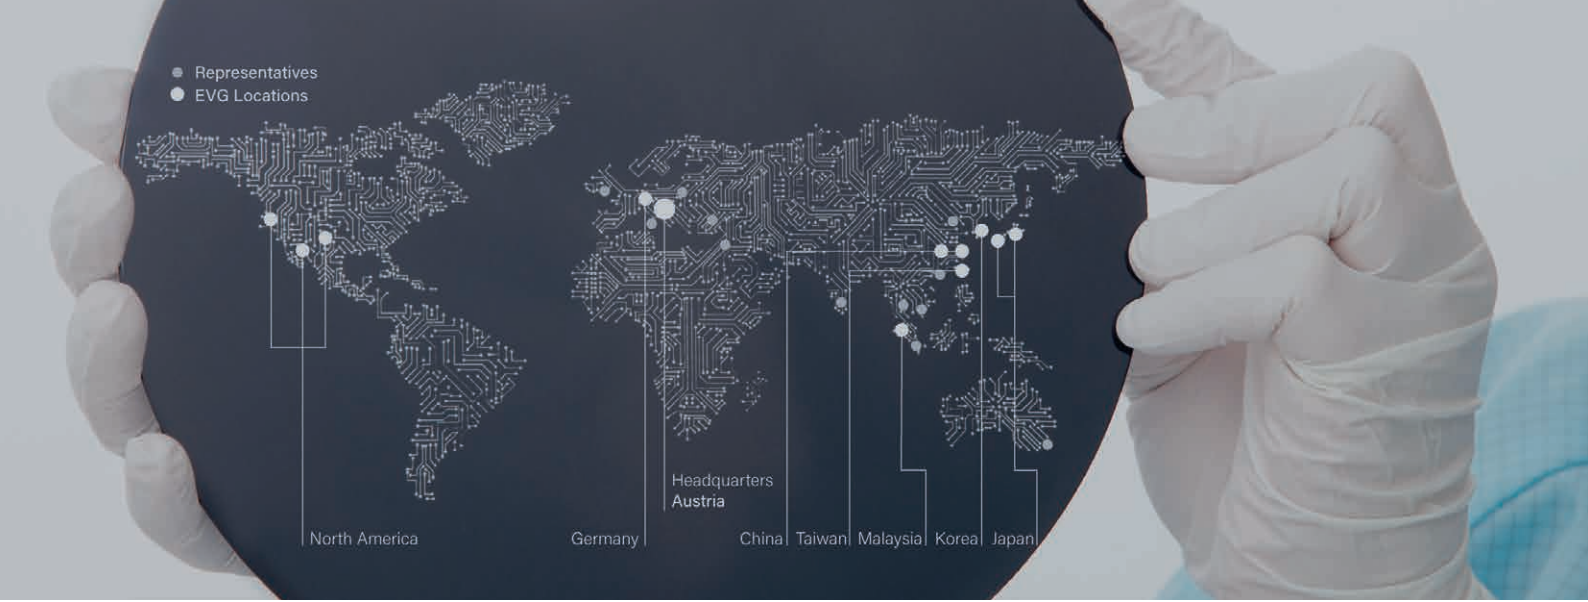 Representatives
EVG Locations
Headquarters
Austria
North America
Germany
China
Taiwan
Malaysia
Korea
Japan